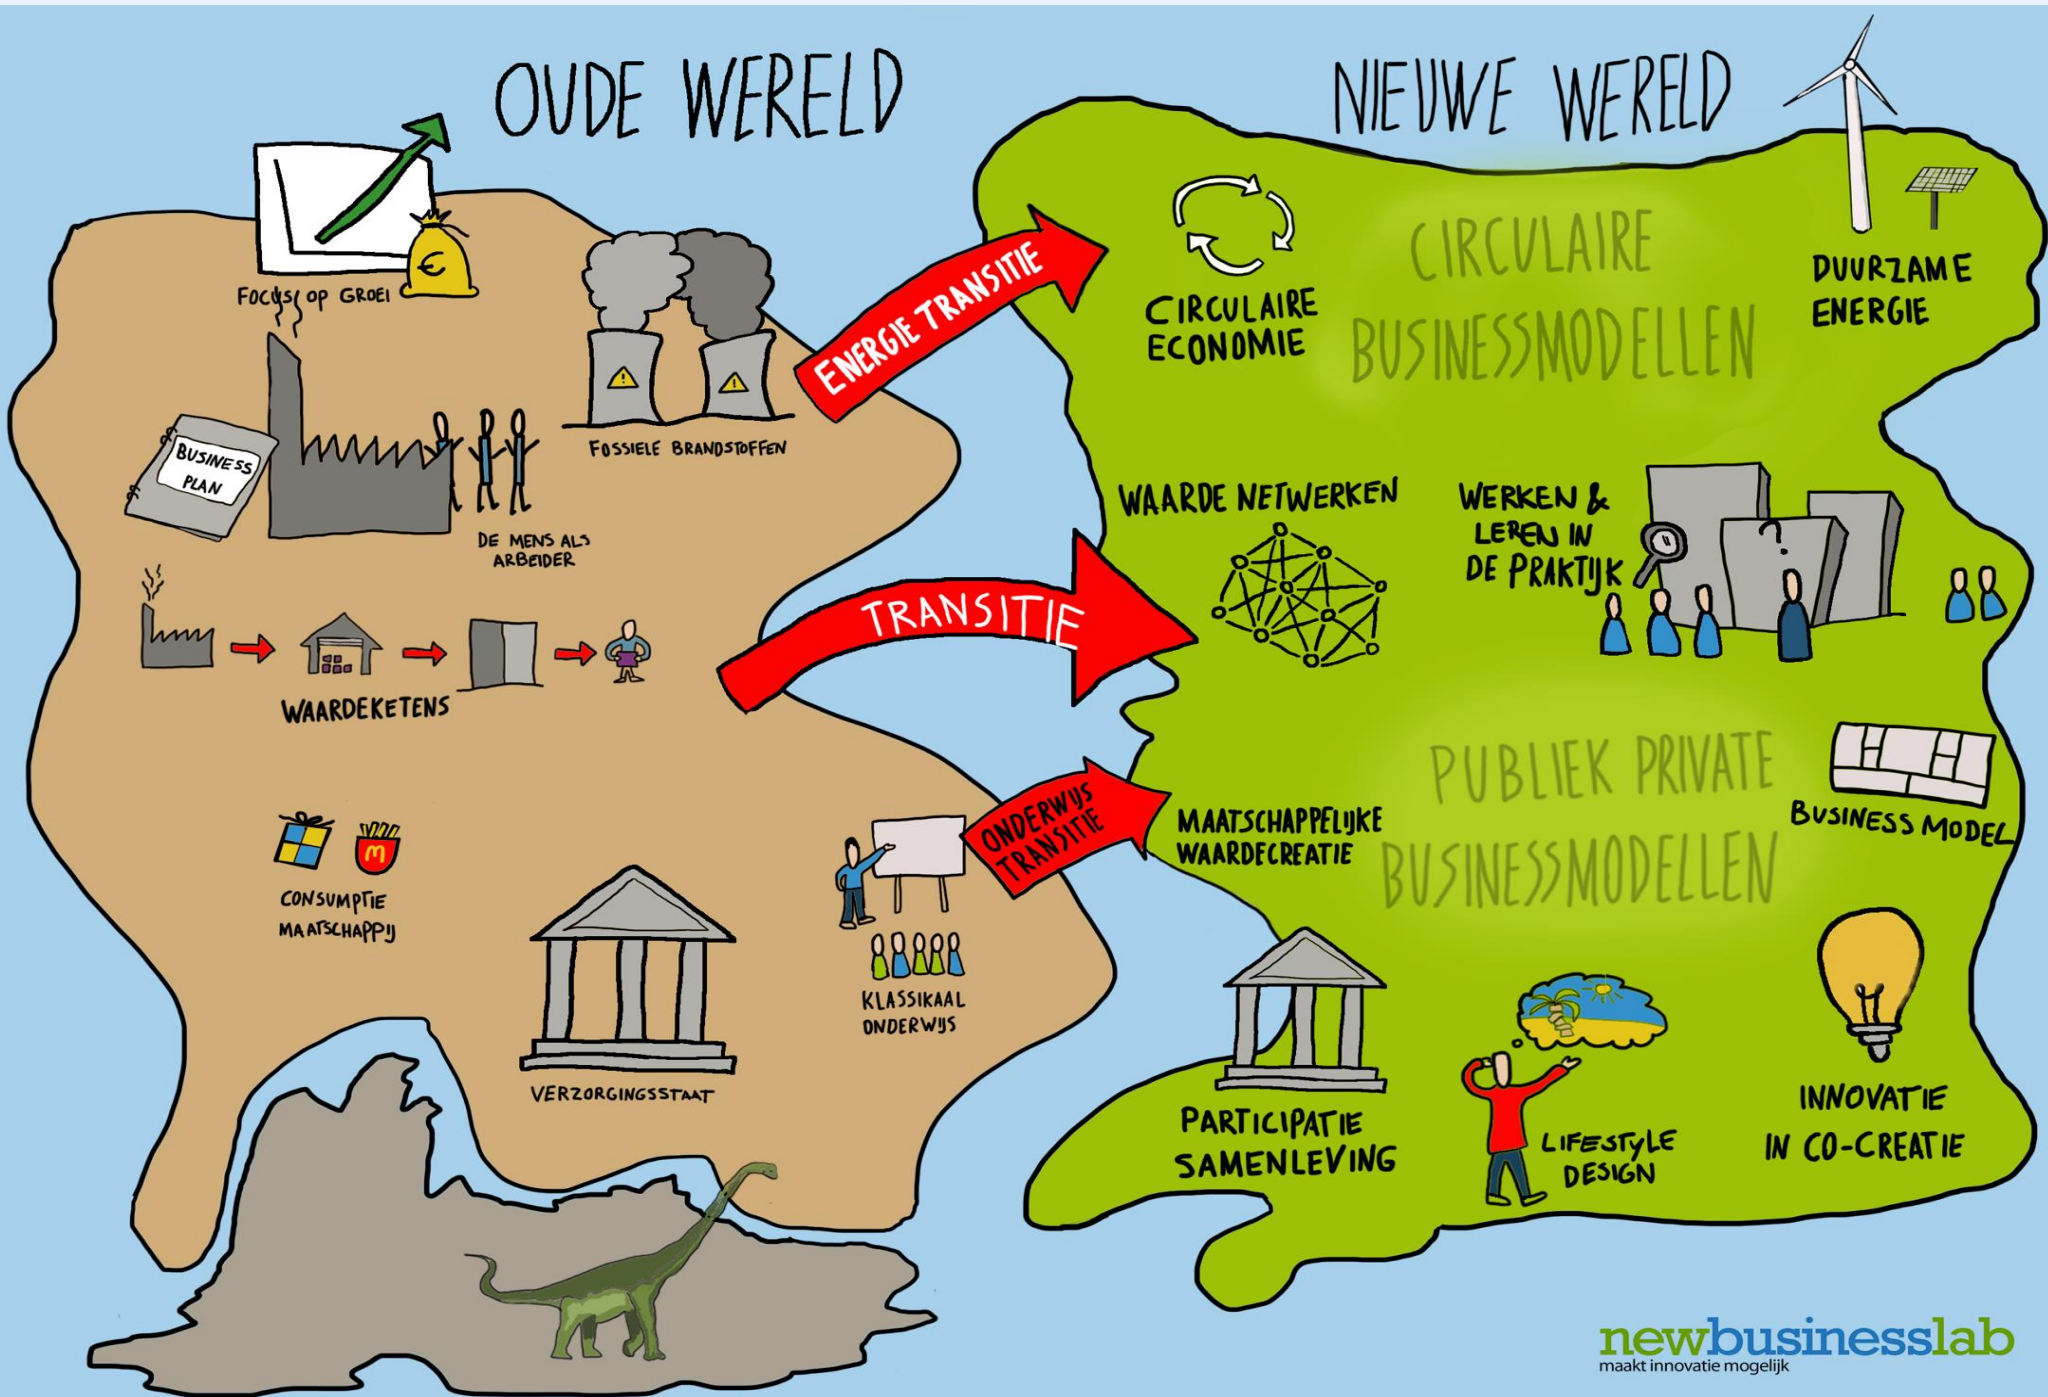 OUDE WERELD
FOCUS OP GROEI
€
BUSINESS
PLAN
DE MENS ALS
ARBEIDER
FOSSIELE BRANDSTOFFEN
WAARDEKETENS
CONSUMPTIE
MAATSCHAPPIJ
M
VERZORGINGSSTAAT
KLASSIKAAL
ONDERWIJS
ENERGIE TRANSITIE
TRANSITIE
ONDERWIJS
TRANSITIE
NIEUWE WERELD
CIRCULAIRE
ECONOMIE
CIRCULAIRE
BUSINESSMODELLEN
DUURZAME
ENERGIE
WAARDE NETWERKEN
WERKEN &
LEREN IN
DE PRAKTIJK
?
MAATSCHAPPELIJKE
WAARDECREATIE
PUBLIEK PRIVATE
BUSINESSMODELLEN
BUSINESS MODEL
PARTICIPATIE
SAMENLEVING
LIFESTYLE
DESIGN
INNOVATIE
IN CO-CREATIE
newbusinesslab
maakt innovatie mogelijk